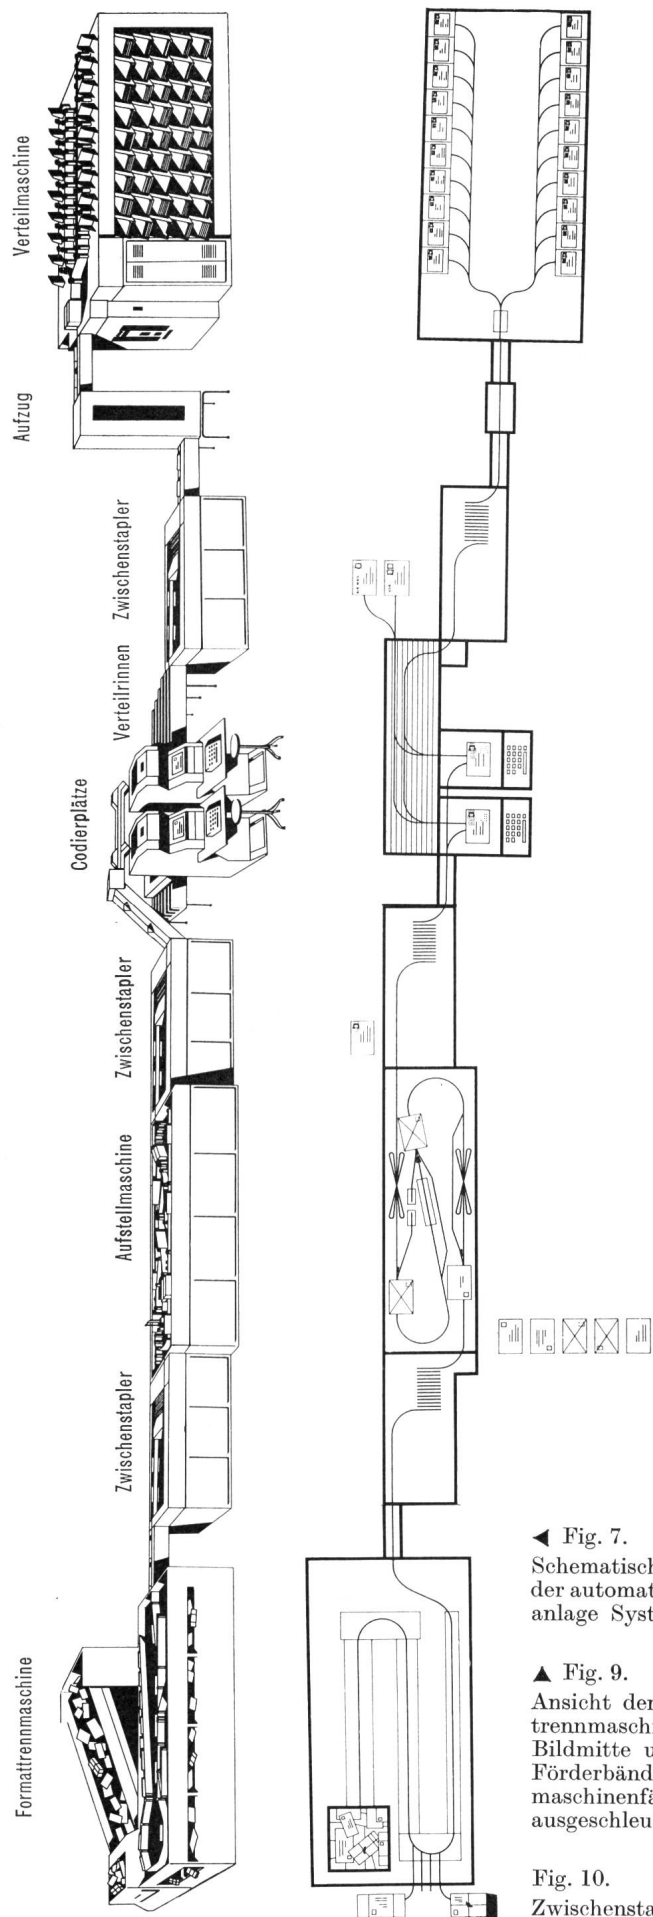 Formattrennmaschine
Zwischenstapler
Aufstellmaschine
Zwischenstapler
Codierplätze
Verteilrinnen
Zwischenstapler
Aufzug
Verteilmaschine
◄ Fig. 7.
Schematisch
der automat
anlage Syst
▲ Fig. 9.
Ansicht der
trennmaschi
Bildmitte u
Förderbänd
maschinenfä
ausgeschleu
Fig. 10.
Zwischensta